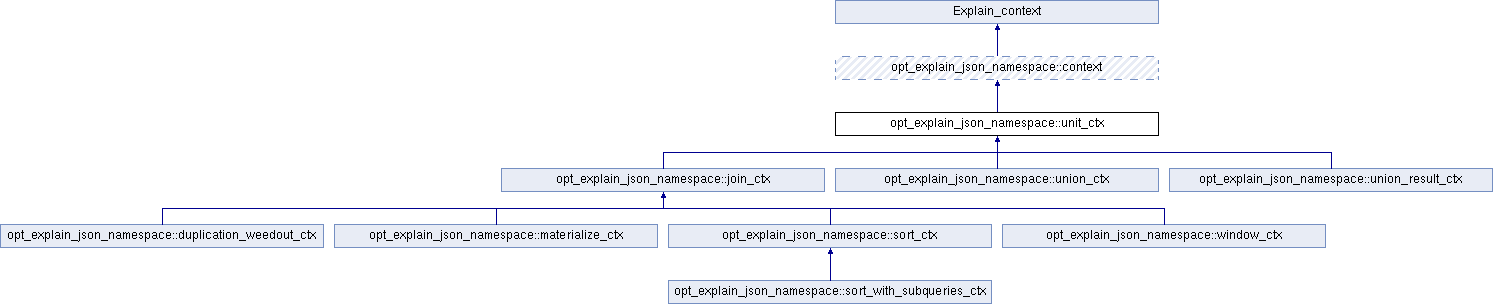 Explain_context
opt_explain_json_namespace::context
opt_explain_json_namespace::unit_ctx
opt_explain_json_namespace::join_ctx
opt_explain_json_namespace::union_ctx
opt_explain_json_namespace::union_result_ctx
opt_explain_json_namespace::duplication_weedout_ctx
opt_explain_json_namespace::materialize_ctx
opt_explain_json_namespace::sort_ctx
opt_explain_json_namespace::window_ctx
opt_explain_json_namespace::sort_with_subqueries_ctx